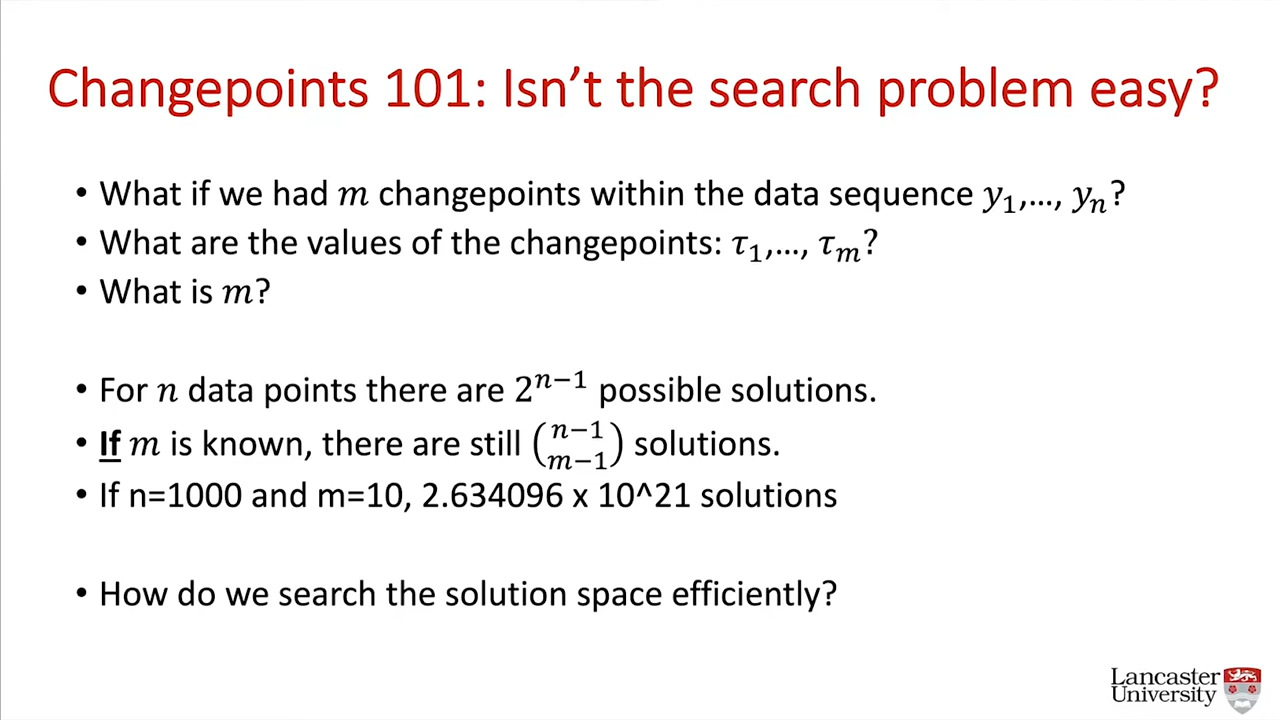 Changepoints 101: Isn't the search problem easy?
• What if we had m changepoints within the data sequence y₁,…, yₙ?
• What are the values of the changepoints: τ₁,…, τₘ?
• What is m?
• For n data points there are 2ⁿ⁻¹ possible solutions.
• If m is known, there are still (n−1 m−1) solutions.
• If n=1000 and m=10, 2.634096 x 10^21 solutions
• How do we search the solution space efficiently?
Lancaster
University